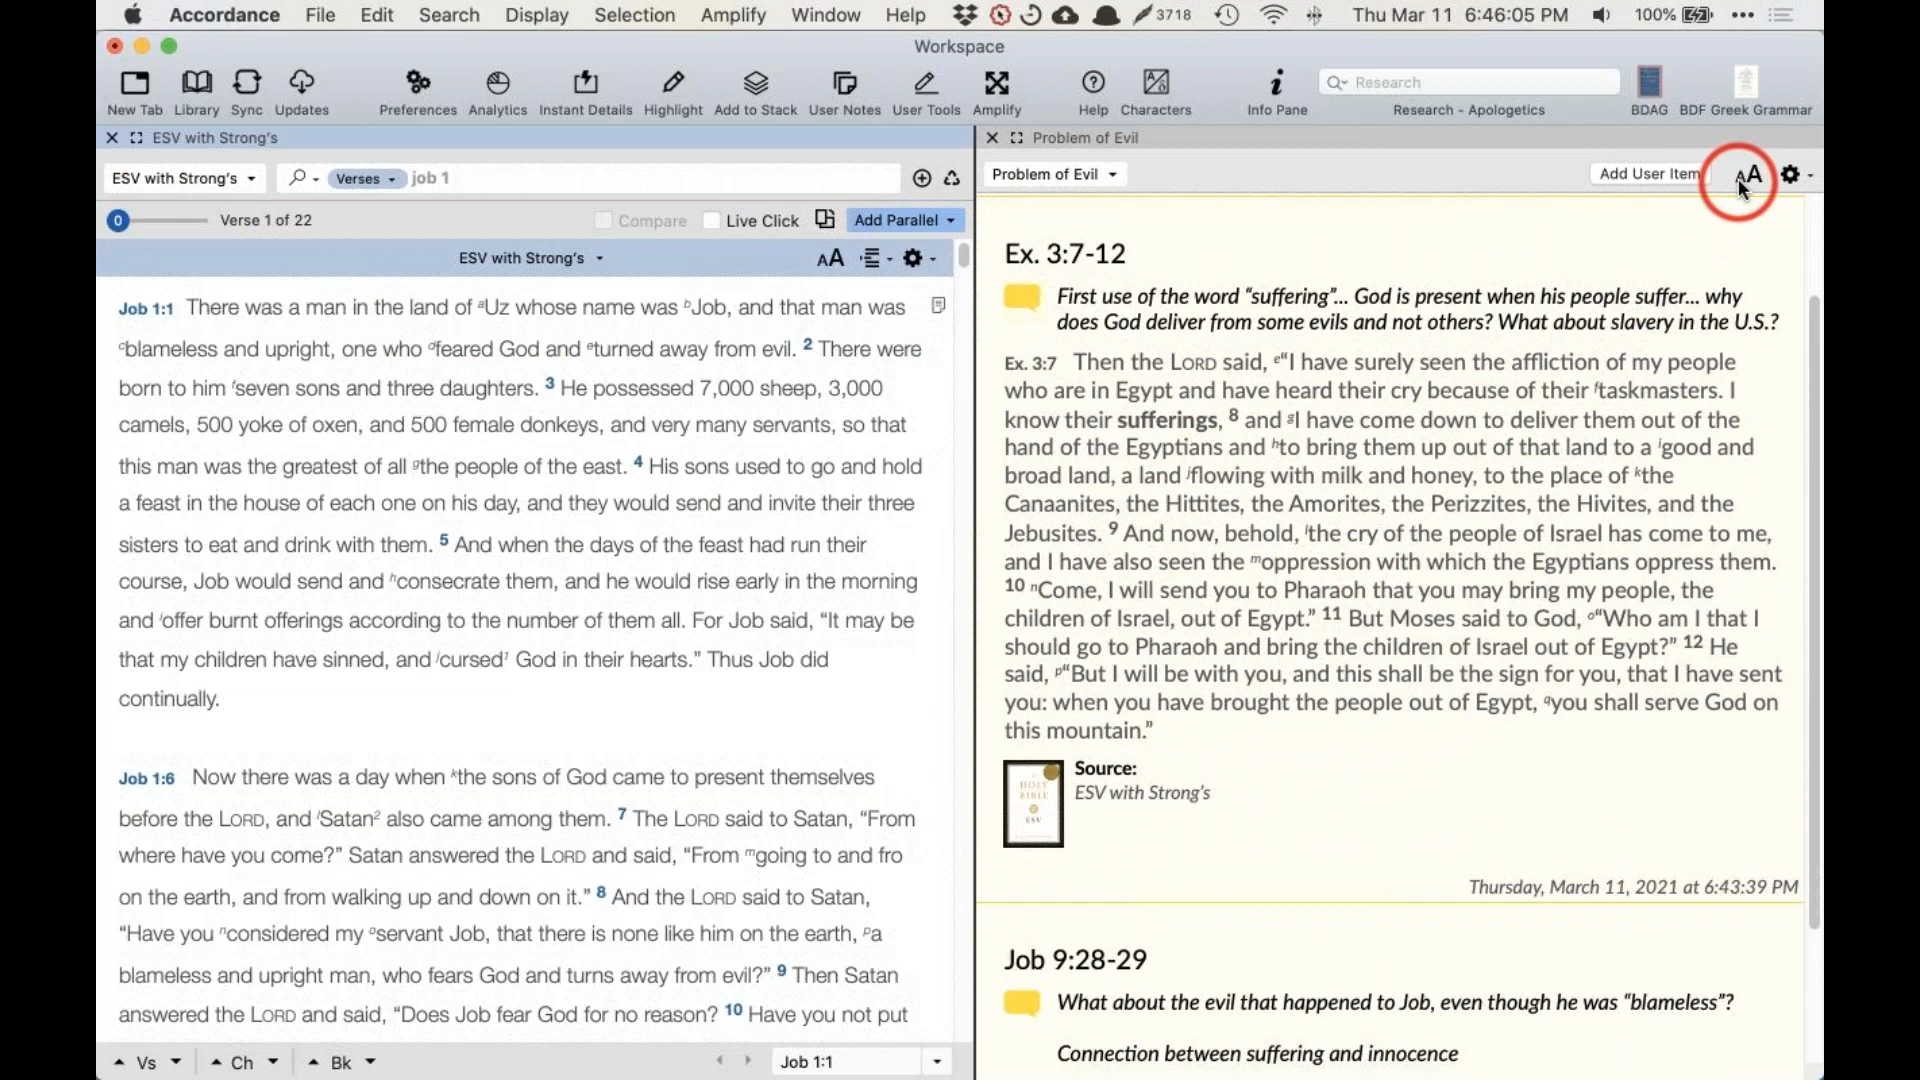 Accordance File Edit Search Display Selection Amplify Window Help 3718 Thu Mar 11 6:46:05 PM 100%
Workspace
New Tab Library Sync Updates Preferences Analytics Instant Details Highlight Add to Stack User Notes User Tools Amplify Help Characters Info Pane Research Research - Apologetics BDAG BDF Greek Grammar
ESV with Strong's
ESV with Strong's Verses job 1
0 Verse 1 of 22 Compare Live Click Add Parallel
ESV with Strong's AA
Job 1:1 There was a man in the land of aUz whose name was bJob, and that man was
cblameless and upright, one who dfeared God and eturned away from evil. 2 There were
born to him fseven sons and three daughters. 3 He possessed 7,000 sheep, 3,000
camels, 500 yoke of oxen, and 500 female donkeys, and very many servants, so that
this man was the greatest of all gthe people of the east. 4 His sons used to go and hold
a feast in the house of each one on his day, and they would send and invite their three
sisters to eat and drink with them. 5 And when the days of the feast had run their
course, Job would send and hconsecrate them, and he would rise early in the morning
and ioffer burnt offerings according to the number of them all. For Job said, “It may be
that my children have sinned, and jcursed1 God in their hearts.” Thus Job did
continually.
Job 1:6 Now there was a day when kthe sons of God came to present themselves
before the LORD, and lSatan2 also came among them. 7 The LORD said to Satan, “From
where have you come?” Satan answered the LORD and said, “From mgoing to and fro
on the earth, and from walking up and down on it.” 8 And the LORD said to Satan,
“Have you nconsidered my oservant Job, that there is none like him on the earth, pa
blameless and upright man, who fears God and turns away from evil?” 9 Then Satan
answered the LORD and said, “Does Job fear God for no reason? 10 Have you not put
Vs Ch Bk Job 1:1
Problem of Evil
Problem of Evil Add User Item AA
Ex. 3:7-12
First use of the word “suffering”... God is present when his people suffer... why
does God deliver from some evils and not others? What about slavery in the U.S.?
Ex. 3:7 Then the LORD said, e“I have surely seen the affliction of my people
who are in Egypt and have heard their cry because of their ftaskmasters. I
know their sufferings, 8 and gI have come down to deliver them out of the
hand of the Egyptians and hto bring them up out of that land to a igood and
broad land, a land jflowing with milk and honey, to the place of kthe
Canaanites, the Hittites, the Amorites, the Perizzites, the Hivites, and the
Jebusites. 9 And now, behold, lthe cry of the people of Israel has come to me,
and I have also seen the moppression with which the Egyptians oppress them.
10 nCome, I will send you to Pharaoh that you may bring my people, the
children of Israel, out of Egypt.” 11 But Moses said to God, o“Who am I that I
should go to Pharaoh and bring the children of Israel out of Egypt?” 12 He
said, p“But I will be with you, and this shall be the sign for you, that I have sent
you: when you have brought the people out of Egypt, qyou shall serve God on
this mountain.”
HOLY
BIBLE
ESV
Source:
ESV with Strong's
Thursday, March 11, 2021 at 6:43:39 PM
Job 9:28-29
What about the evil that happened to Job, even though he was “blameless”?
Connection between suffering and innocence